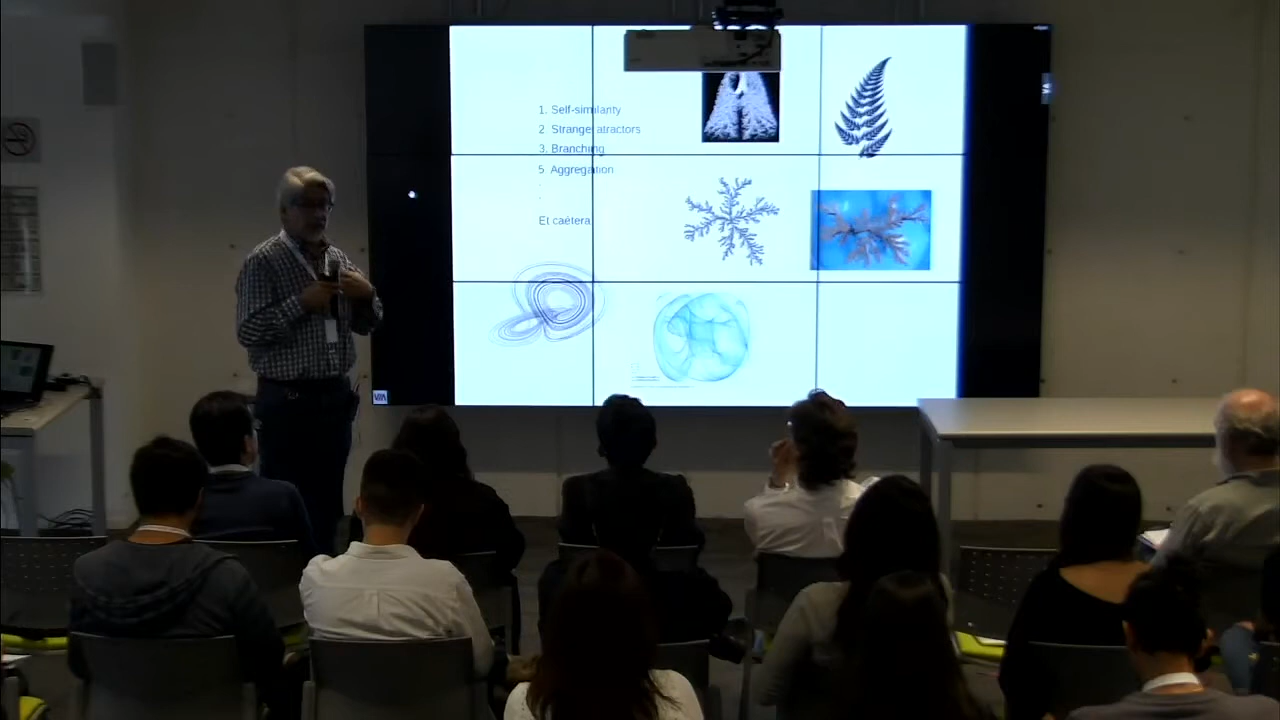 1. Self-similarity
2 Strange atractors
3. Branching
5 Aggregation
.
.
Et caétera